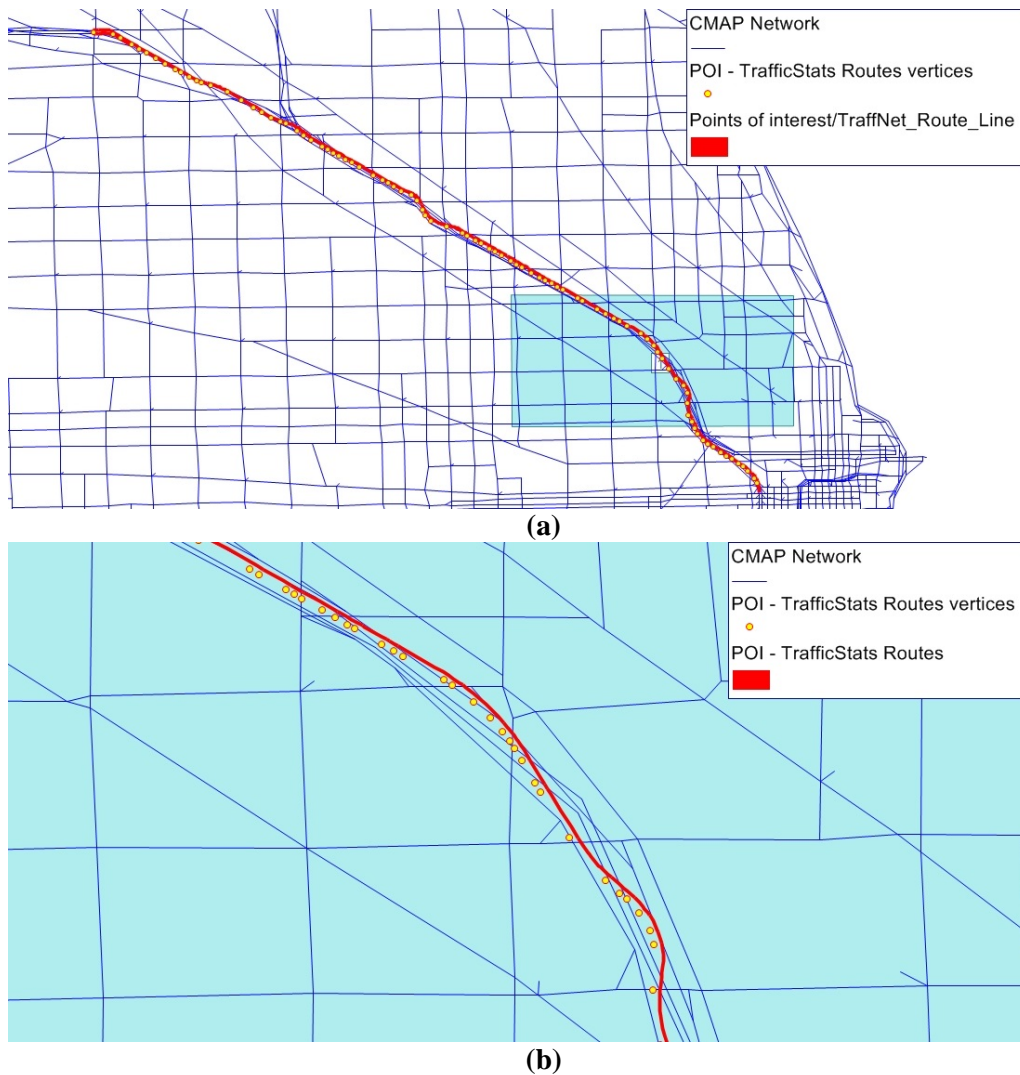 CMAP Network
POI - TrafficStats Routes vertices
Points of interest/TraffNet_Route_Line
(a)
CMAP Network
POI - TrafficStats Routes vertices
POI - TrafficStats Routes
(b)